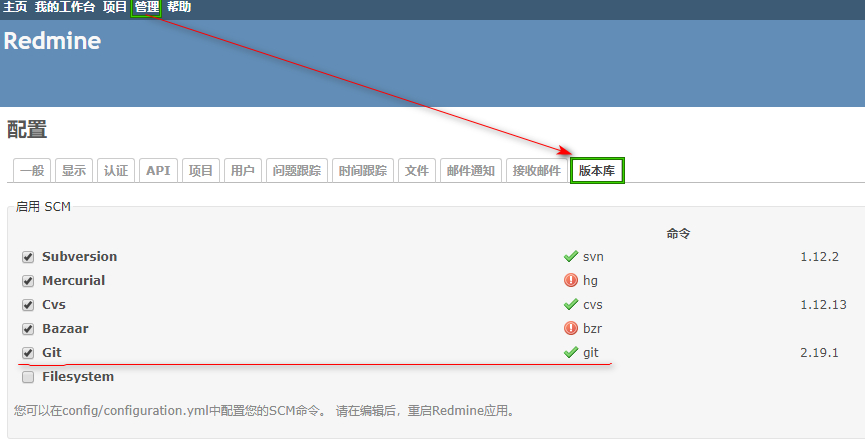 主页 我的工作台 项目 管理 帮助
Redmine
配置
一般 显示 认证 API 项目 用户 问题跟踪 时间跟踪 文件 邮件通知 接收邮件 版本库
启用 SCM
命令
Subversion svn 1.12.2
Mercurial hg
Cvs cvs 1.12.13
Bazaar bzr
Git git 2.19.1
Filesystem
您可以在config/configuration.yml中配置您的SCM命令。 请在编辑后，重启Redmine应用。